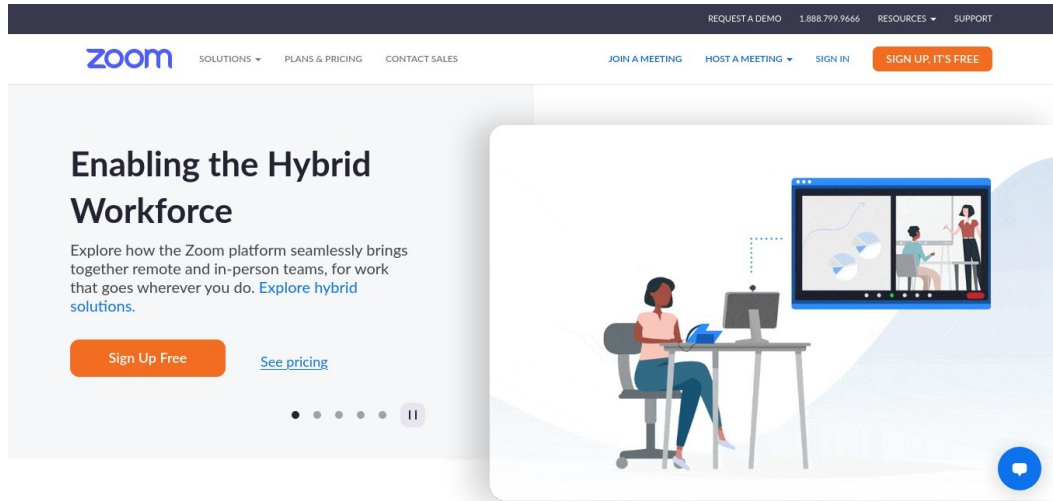 REQUEST A DEMO 1.888.799.9666 RESOURCES SUPPORT
zoom SOLUTIONS PLANS & PRICING CONTACT SALES JOIN A MEETING HOST A MEETING SIGN IN SIGN UP, IT'S FREE
Enabling the Hybrid
Workforce
Explore how the Zoom platform seamlessly brings
together remote and in-person teams, for work
that goes wherever you do. Explore hybrid
solutions.
Sign Up Free See pricing